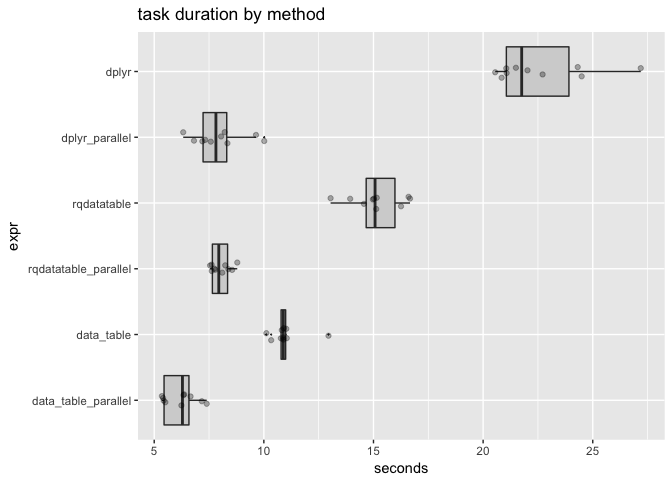 task duration by method
dplyr
dplyr_parallel
rqdatatable
rqdatatable_parallel
data_table
data_table_parallel
expr
5 10 15 20 25
seconds